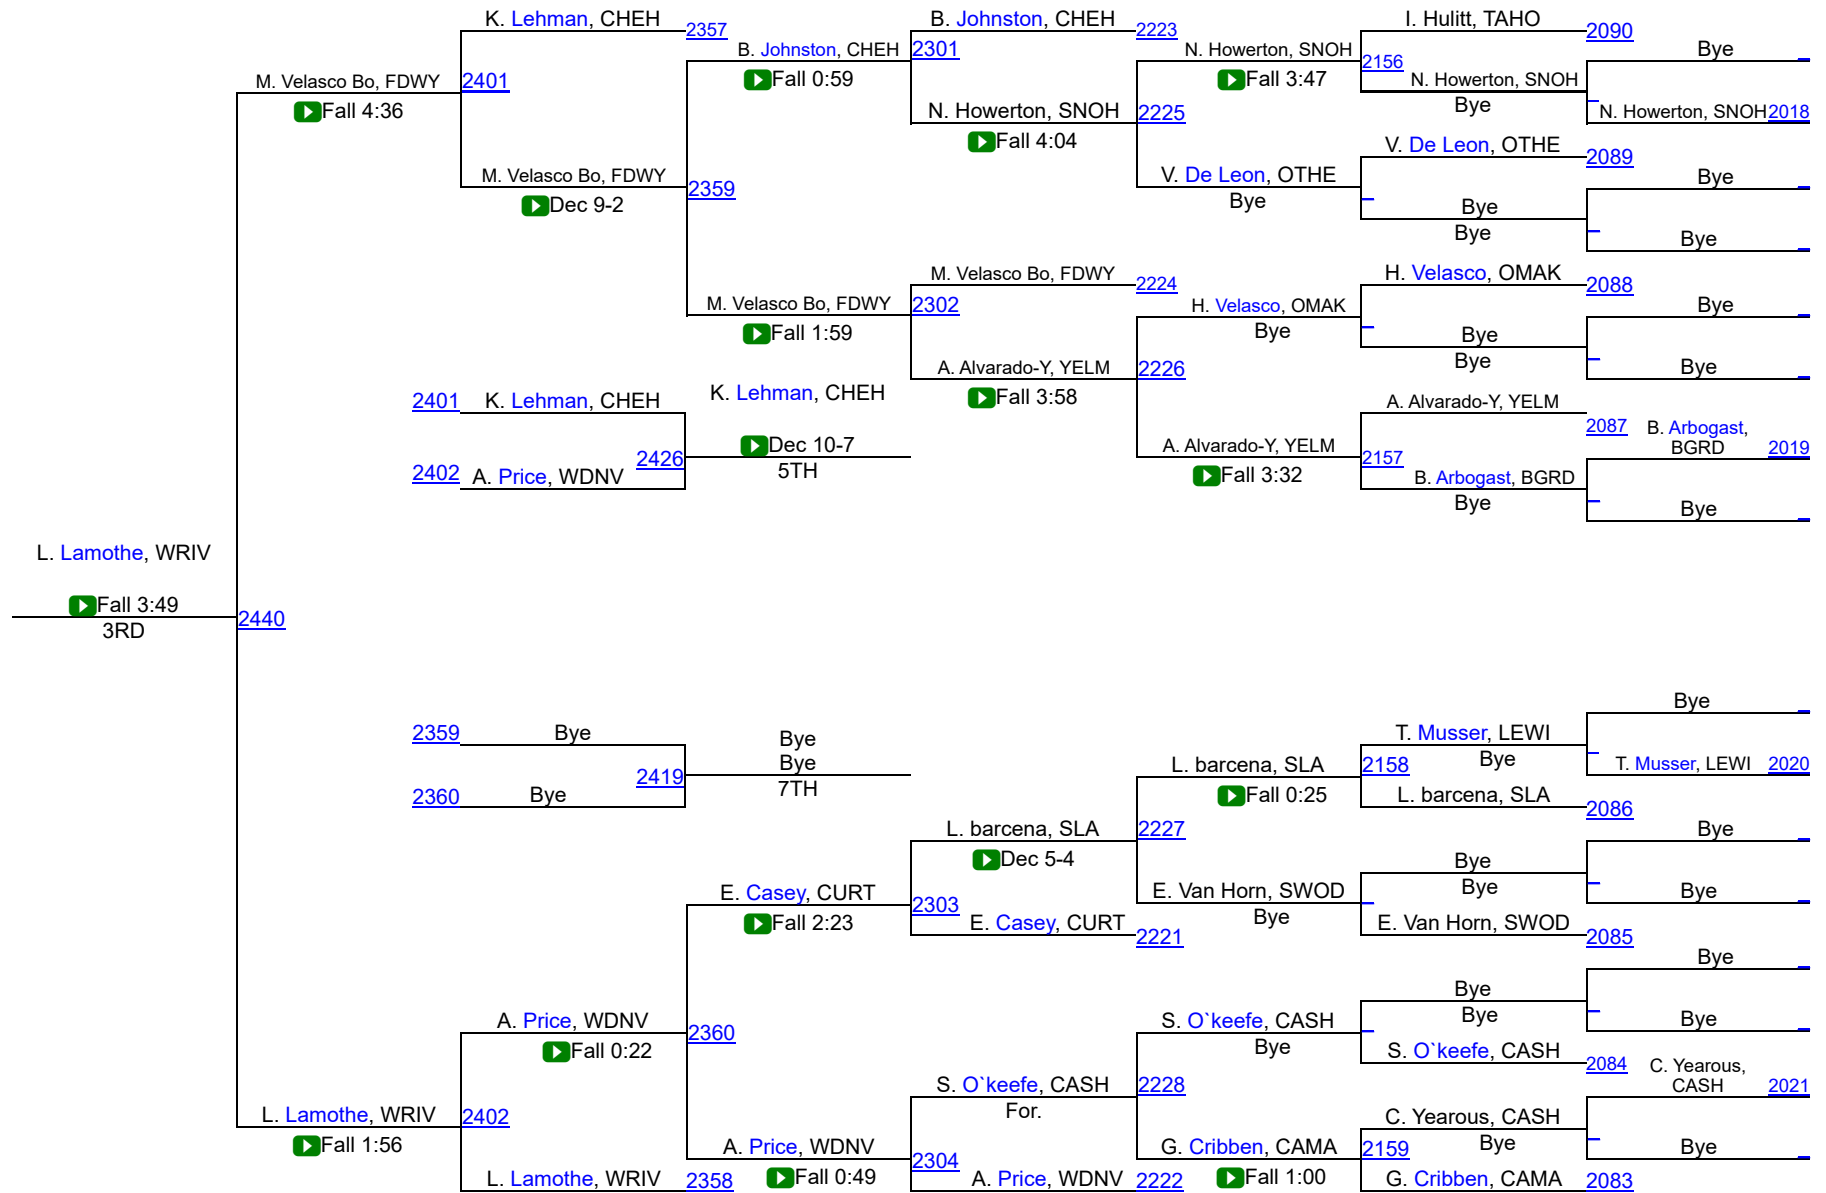 K. Lehman, CHEH
2357
B. Johnston, CHEH
2223
I. Hulitt, TAHO
2090
Bye
B. Johnston, CHEH
2301
N. Howerton, SNOH
2156
M. Velasco Bo, FDWY
2401
Fall 0:59
Fall 3:47
N. Howerton, SNOH
Bye
Fall 4:36
N. Howerton, SNOH
2225
N. Howerton, SNOH
2018
Fall 4:04
V. De Leon, OTHE
2089
M. Velasco Bo, FDWY
2359
V. De Leon, OTHE
Bye
Dec 9-2
Bye
Bye
Bye
Bye
M. Velasco Bo, FDWY
2224
H. Velasco, OMAK
2088
M. Velasco Bo, FDWY
2302
H. Velasco, OMAK
Bye
Fall 1:59
Bye
Bye
Bye
A. Alvarado-Y, YELM
2226
Bye
2401
K. Lehman, CHEH
K. Lehman, CHEH
Fall 3:58
A. Alvarado-Y, YELM
2087
B. Arbogast,
BGRD
2019
Dec 10-7
A. Alvarado-Y, YELM
2157
2402
A. Price, WDNV
2426
5TH
Fall 3:32
B. Arbogast, BGRD
Bye
Bye
L. Lamothe, WRIV
Fall 3:49
3RD
2440
Bye
2359
Bye
Bye
T. Musser, LEWI
Bye
Bye
L. barcena, SLA
2158
T. Musser, LEWI
2020
2419
7TH
Fall 0:25
L. barcena, SLA
2086
2360
Bye
L. barcena, SLA
2227
Bye
Dec 5-4
Bye
E. Casey, CURT
2303
E. Van Horn, SWOD
Bye
Bye
Fall 2:23
Bye
E. Casey, CURT
2221
E. Van Horn, SWOD
2085
Bye
Bye
A. Price, WDNV
2360
S. O`keefe, CASH
Bye
Bye
Fall 0:22
Bye
S. O`keefe, CASH
2084
C. Yearous,
CASH
2021
S. O`keefe, CASH
2228
L. Lamothe, WRIV
2402
For.
C. Yearous, CASH
Fall 1:56
A. Price, WDNV
2304
G. Cribben, CAMA
2159
Bye
Bye
L. Lamothe, WRIV
2358
Fall 0:49
A. Price, WDNV
2222
Fall 1:00
G. Cribben, CAMA
2083